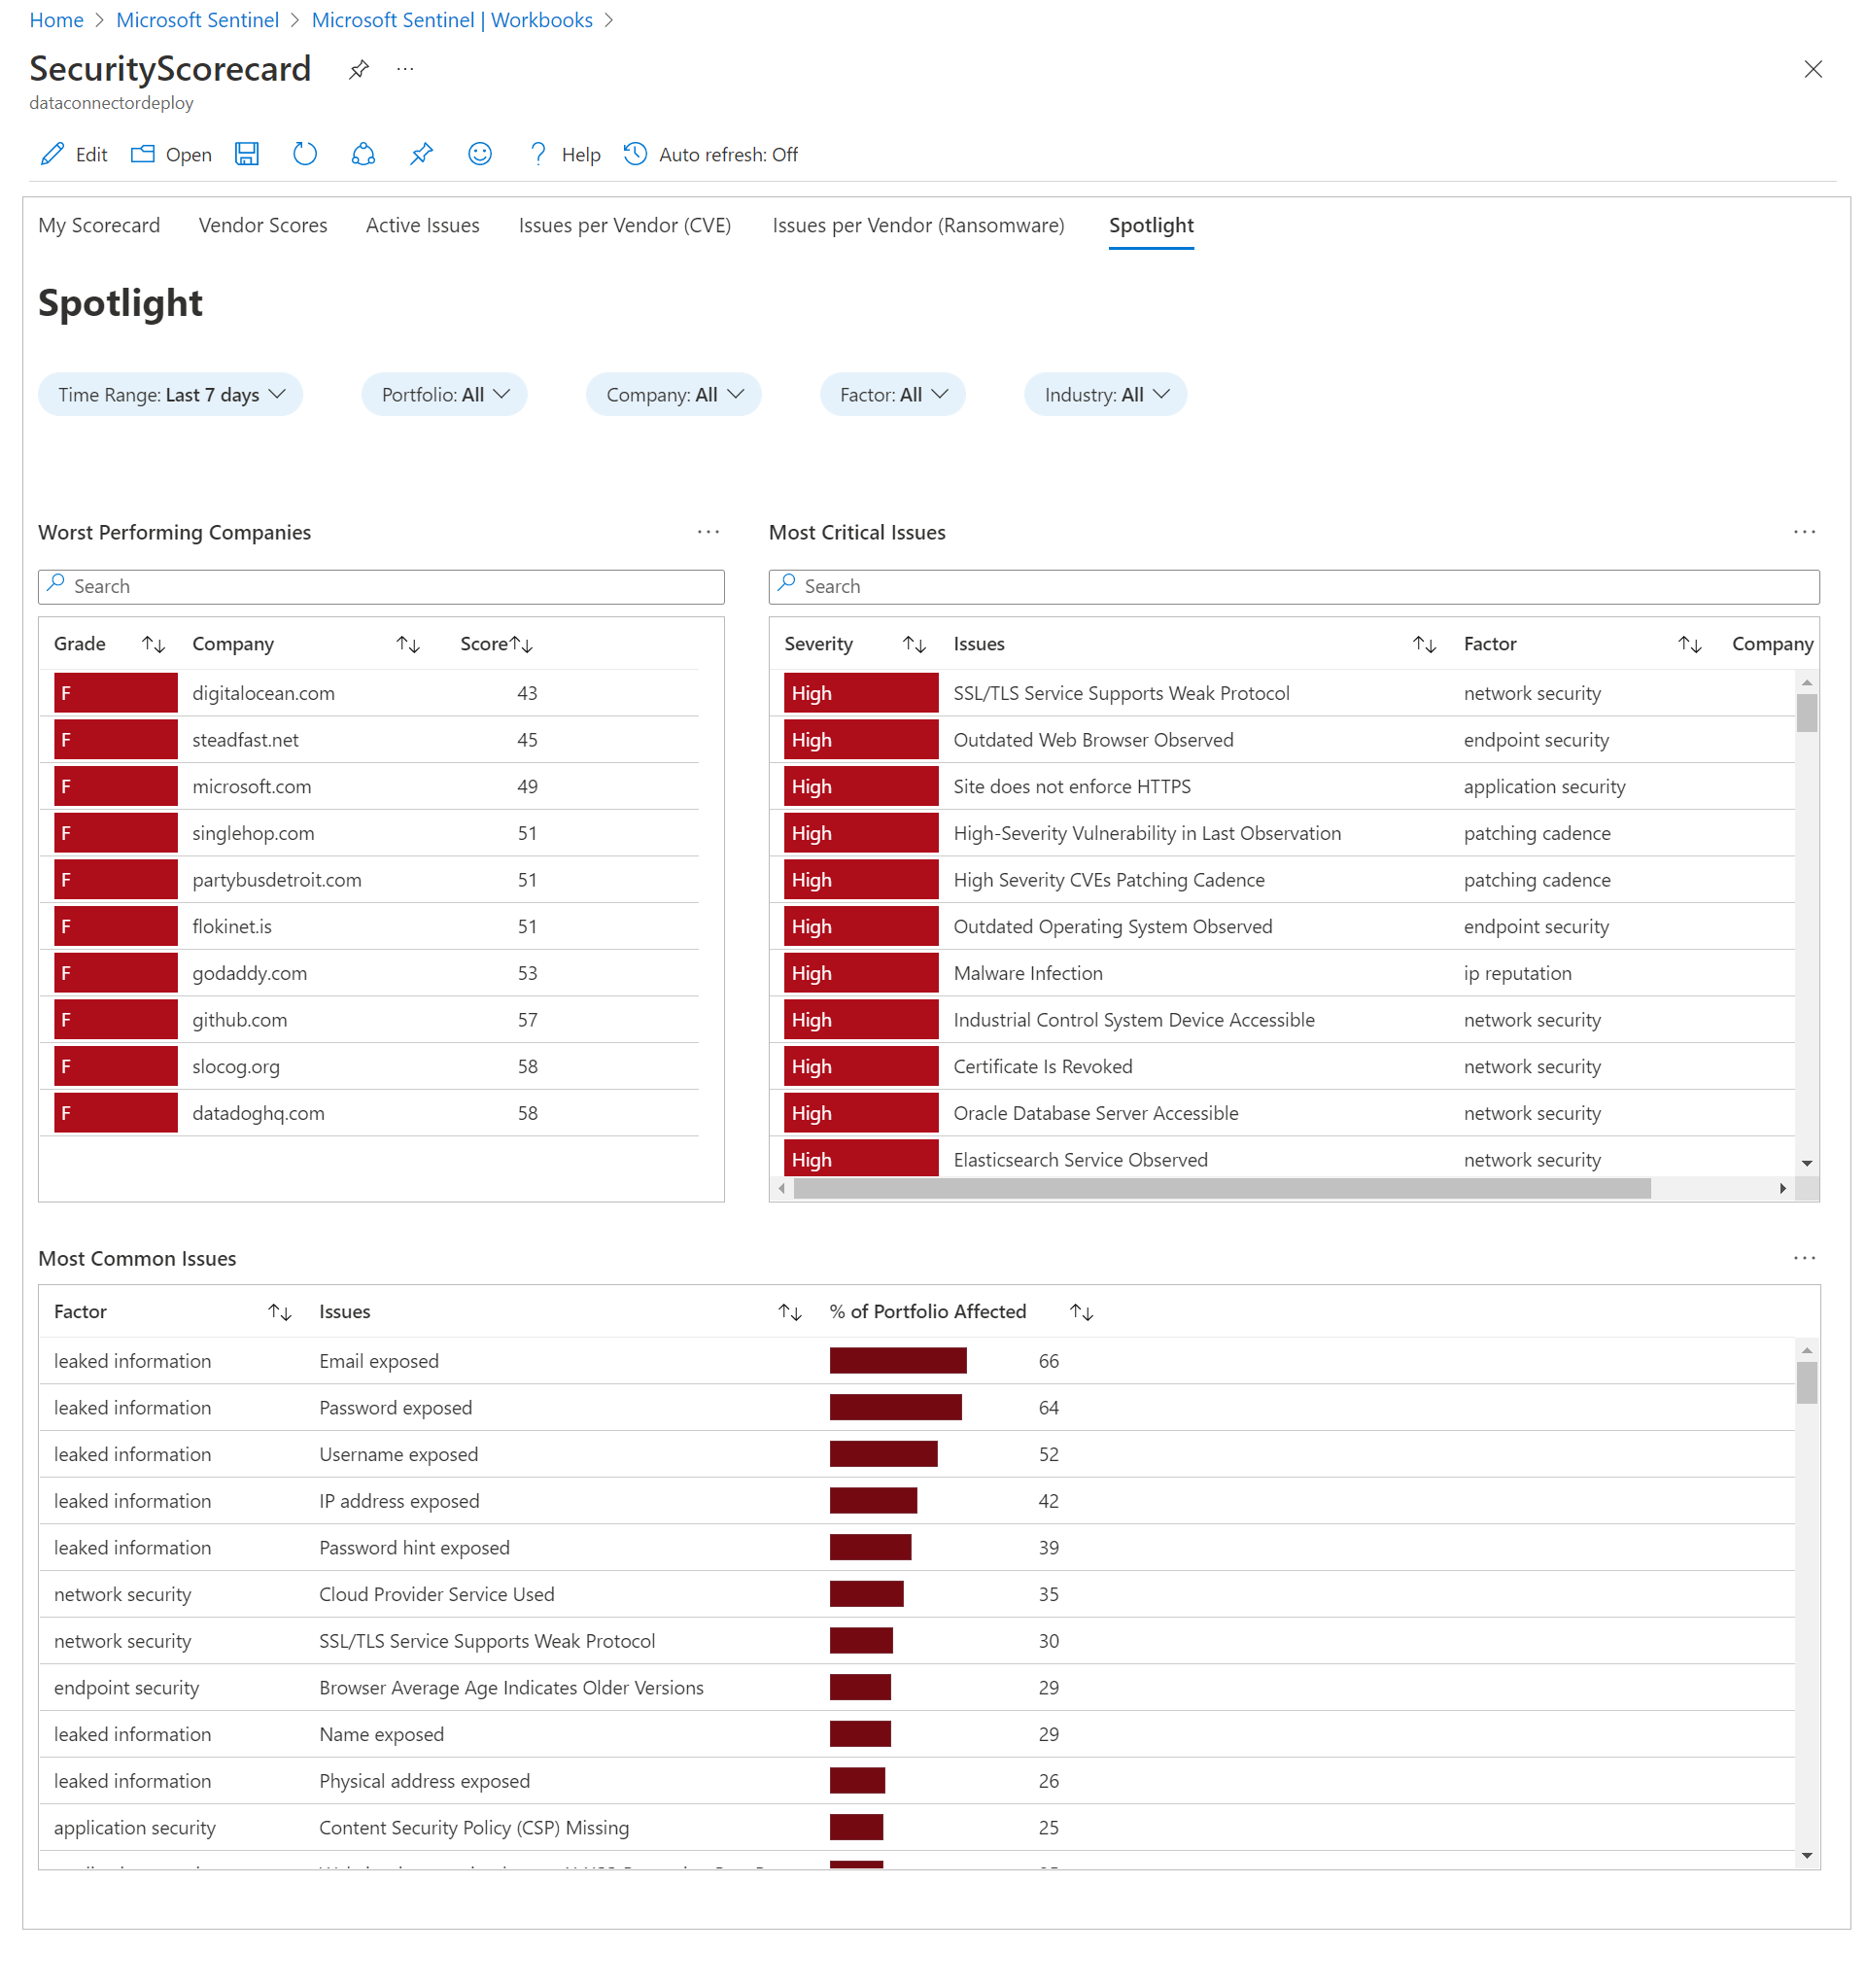 Home > Microsoft Sentinel > Microsoft Sentinel | Workbooks >
SecurityScorecard ...
dataconnectordeploy
Edit Open Help Auto refresh: Off
My Scorecard Vendor Scores Active Issues Issues per Vendor (CVE) Issues per Vendor (Ransomware) Spotlight
Spotlight
Time Range: Last 7 days Portfolio: All Company: All Factor: All Industry: All
Worst Performing Companies ...
Search
Grade Company Score
F digitalocean.com 43
F steadfast.net 45
F microsoft.com 49
F singlehop.com 51
F partybusdetroit.com 51
F flokinet.is 51
F godaddy.com 53
F github.com 57
F slocog.org 58
F datadoghq.com 58
Most Critical Issues ...
Search
Severity Issues Factor Company
High SSL/TLS Service Supports Weak Protocol network security
High Outdated Web Browser Observed endpoint security
High Site does not enforce HTTPS application security
High High-Severity Vulnerability in Last Observation patching cadence
High High Severity CVEs Patching Cadence patching cadence
High Outdated Operating System Observed endpoint security
High Malware Infection ip reputation
High Industrial Control System Device Accessible network security
High Certificate Is Revoked network security
High Oracle Database Server Accessible network security
High Elasticsearch Service Observed network security
Most Common Issues ...
Factor Issues % of Portfolio Affected
leaked information Email exposed 66
leaked information Password exposed 64
leaked information Username exposed 52
leaked information IP address exposed 42
leaked information Password hint exposed 39
network security Cloud Provider Service Used 35
network security SSL/TLS Service Supports Weak Protocol 30
endpoint security Browser Average Age Indicates Older Versions 29
leaked information Name exposed 29
leaked information Physical address exposed 26
application security Content Security Policy (CSP) Missing 25